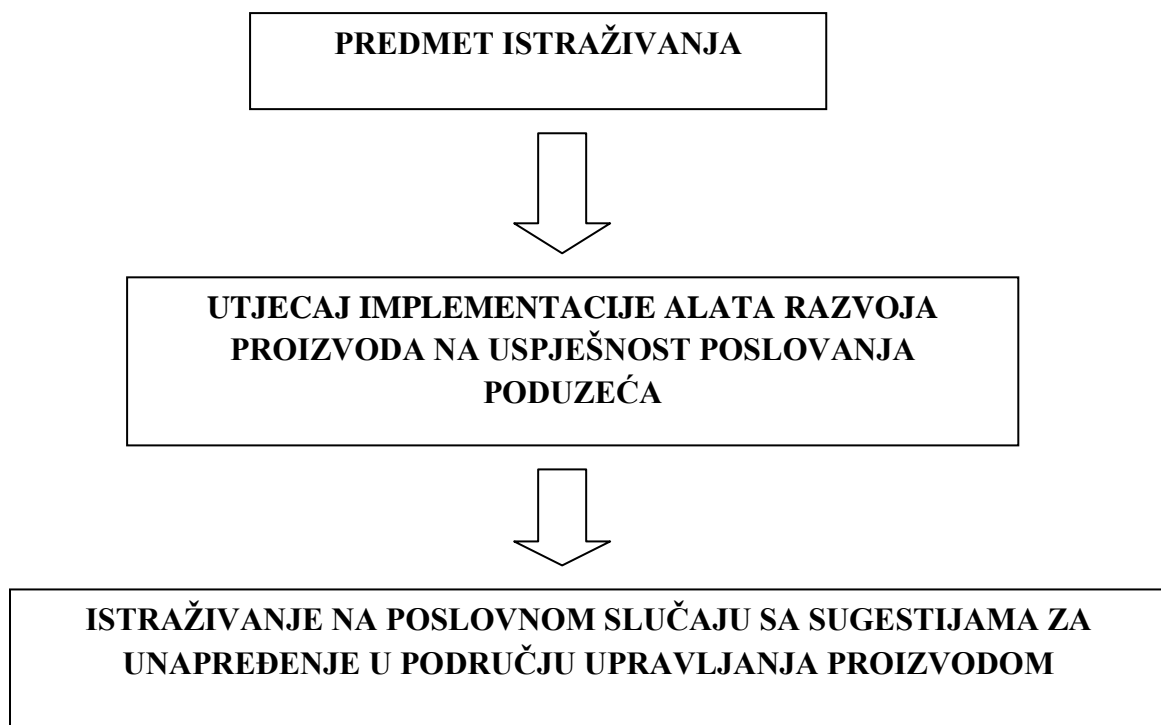 PREDMET ISTRAŽIVANJA
UTJECAJ IMPLEMENTACIJE ALATA RAZVOJA
PROIZVODA NA USPJEŠNOST POSLOVANJA
PODUZEĆA
ISTRAŽIVANJE NA POSLOVNOM SLUČAJU SA SUGESTIJAMA ZA
UNAPREĐENJE U PODRUČJU UPRAVLJANJA PROIZVODOM